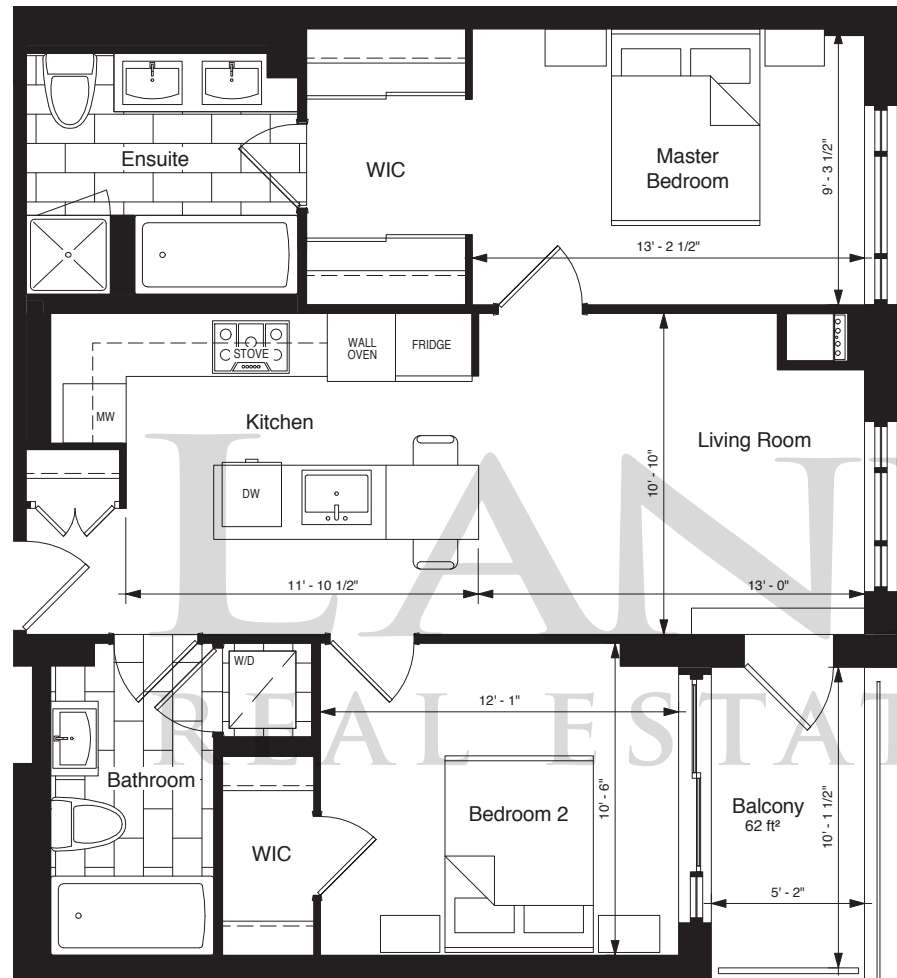 Ensuite
WIC
Master
Bedroom
9' - 3 1/2"
13' - 2 1/2"
STOVE
WALL
OVEN
FRIDGE
MW
Kitchen
Living Room
DW
10' - 10"
11' - 10 1/2"
13' - 0"
LAN
W/D
12' - 1"
REAL ESTAT
Bathroom
Bedroom 2
10' - 6"
Balcony
62 ft²
10' - 1 1/2"
WIC
5' - 2"